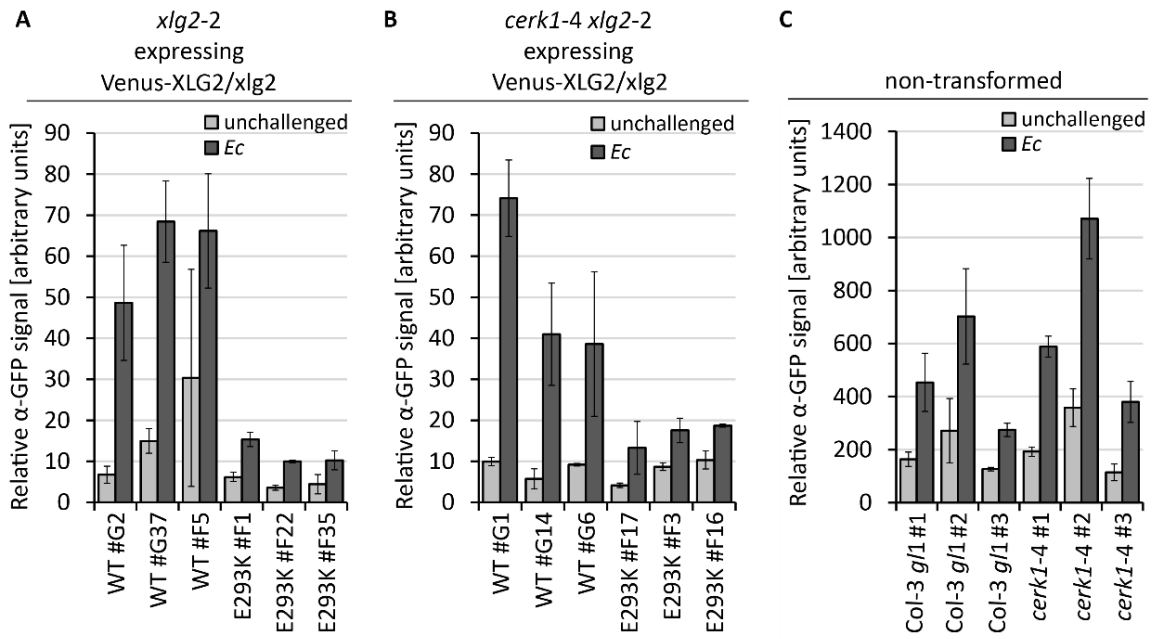 A
xlg2-2
expressing
Venus-XLG2/xlg2
unchallenged
Ec
Relative α-GFP signal [arbitrary units]
90
80
70
60
50
40
30
20
10
0
WT #G2
WT #G37
WT #F5
E293K #F1
E293K #F22
E293K #F35
B
cerk1-4 xlg2-2
expressing
Venus-XLG2/xlg2
unchallenged
Ec
Relative α-GFP signal [arbitrary units]
90
80
70
60
50
40
30
20
10
0
WT #G1
WT #G14
WT #G6
E293K #F17
E293K #F3
E293K #F16
C
non-transformed
unchallenged
Ec
Relative α-GFP signal [arbitrary units]
1400
1200
1000
800
600
400
200
0
Col-3 gl1 #1
Col-3 gl1 #2
Col-3 gl1 #3
cerk1-4 #1
cerk1-4 #2
cerk1-4 #3